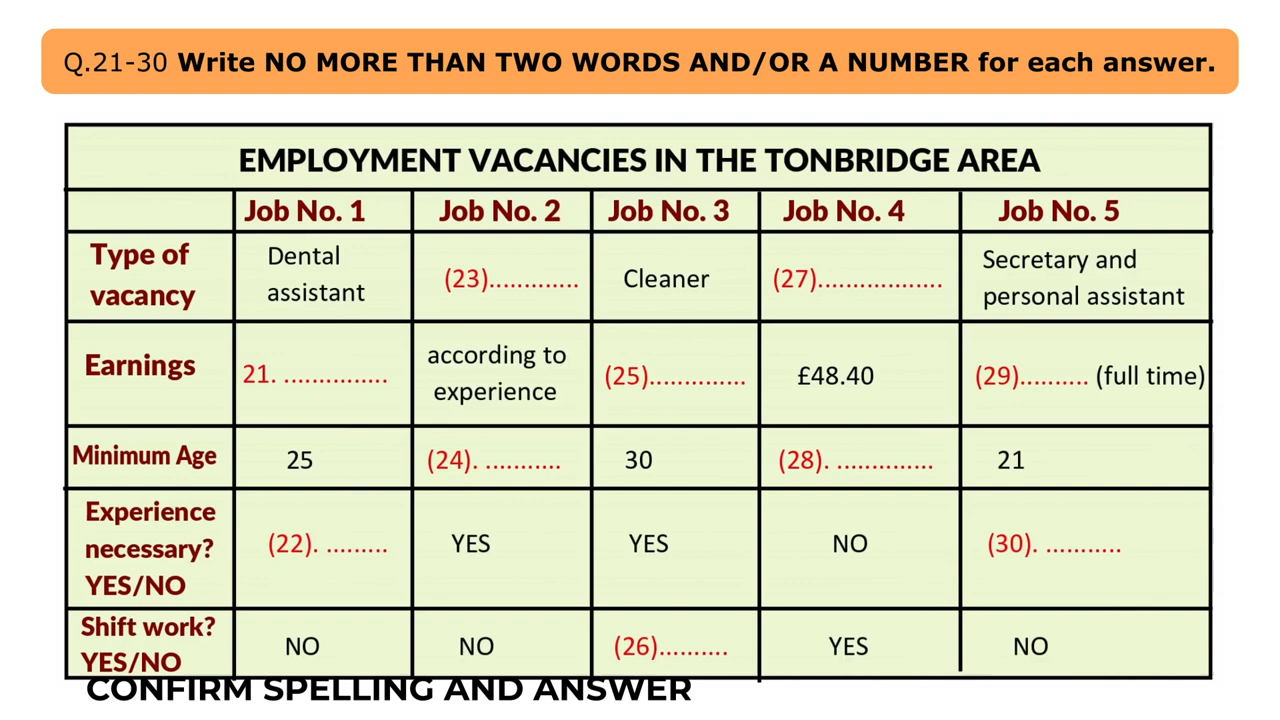 Q.21-30 Write NO MORE THAN TWO WORDS AND/OR A NUMBER for each answer.
EMPLOYMENT VACANCIES IN THE TONBRIDGE AREA
Job No. 1 Job No. 2 Job No. 3 Job No. 4 Job No. 5
Type of vacancy
Dental assistant
(23).............
Cleaner
(27)..................
Secretary and personal assistant
Earnings
21. ...............
according to experience
(25)..............
£48.40
(29).......... (full time)
Minimum Age
25
(24). ...........
30
(28). ..............
21
Experience necessary? YES/NO
(22). .........
YES
YES
NO
(30). ...........
Shift work? YES/NO
NO
NO
(26)..........
YES
NO
CONFIRM SPELLING AND ANSWER